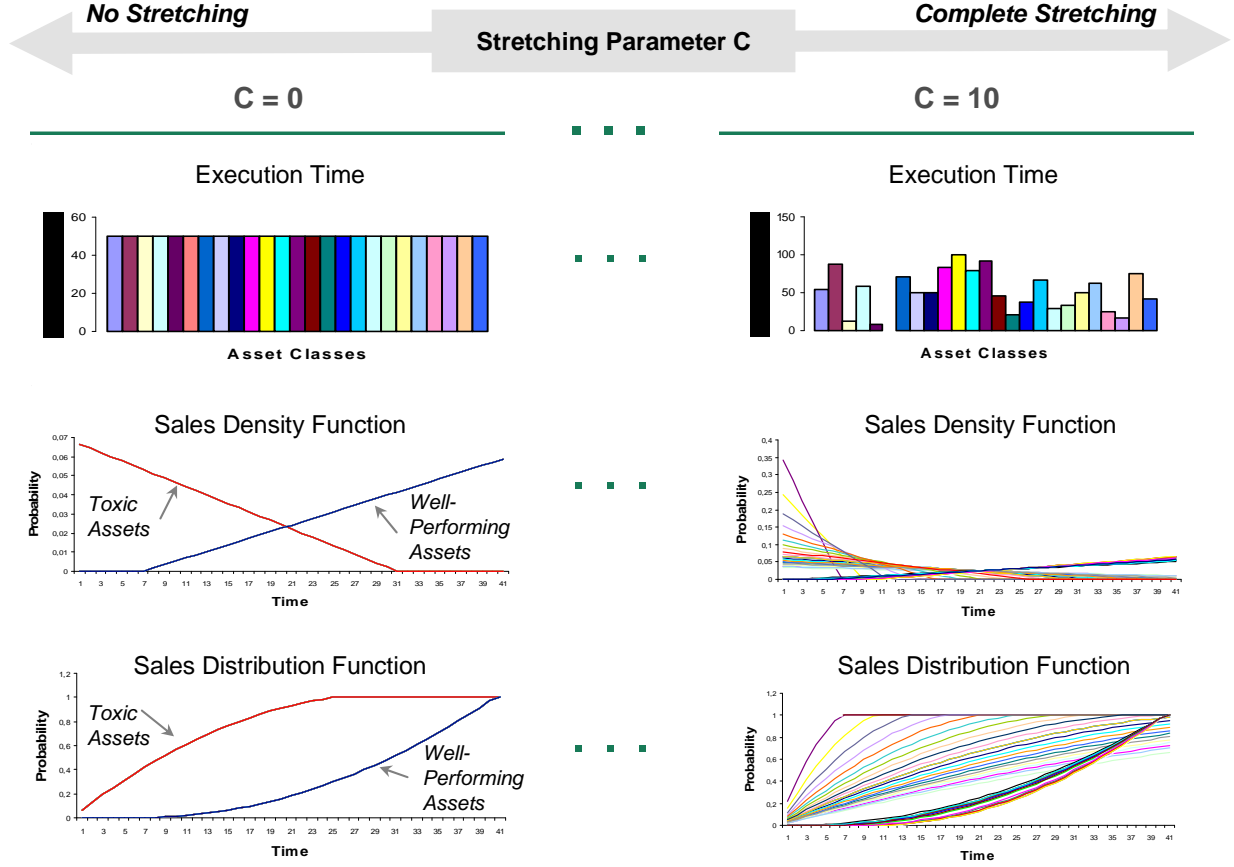 No Stretching
Complete Stretching
Stretching Parameter C
C = 0
C = 10
Execution Time
60
40
20
0
Asset Classes
Execution Time
150
100
50
0
Asset Classes
Sales Density Function
0,07
0,06
0,05
0,04
0,03
0,02
0,01
0
Probability
Toxic
Assets
Well-
Performing
Assets
1 3 5 7 9 11 13 15 17 19 21 23 25 27 29 31 33 35 37 39 41
Time
Sales Density Function
0,4
0,35
0,3
0,25
0,2
0,15
0,1
0,05
0
Probability
1 3 5 7 9 11 13 15 17 19 21 23 25 27 29 31 33 35 37 39 41
Time
Sales Distribution Function
1,2
1
0,8
0,6
0,4
0,2
0
Probability
Toxic
Assets
Well-
Performing
Assets
1 3 5 7 9 11 13 15 17 19 21 23 25 27 29 31 33 35 37 39 41
Time
Sales Distribution Function
1,2
1
0,8
0,6
0,4
0,2
0
Probability
1 3 5 7 9 11 13 15 17 19 21 23 25 27 29 31 33 35 37 39 41
Time